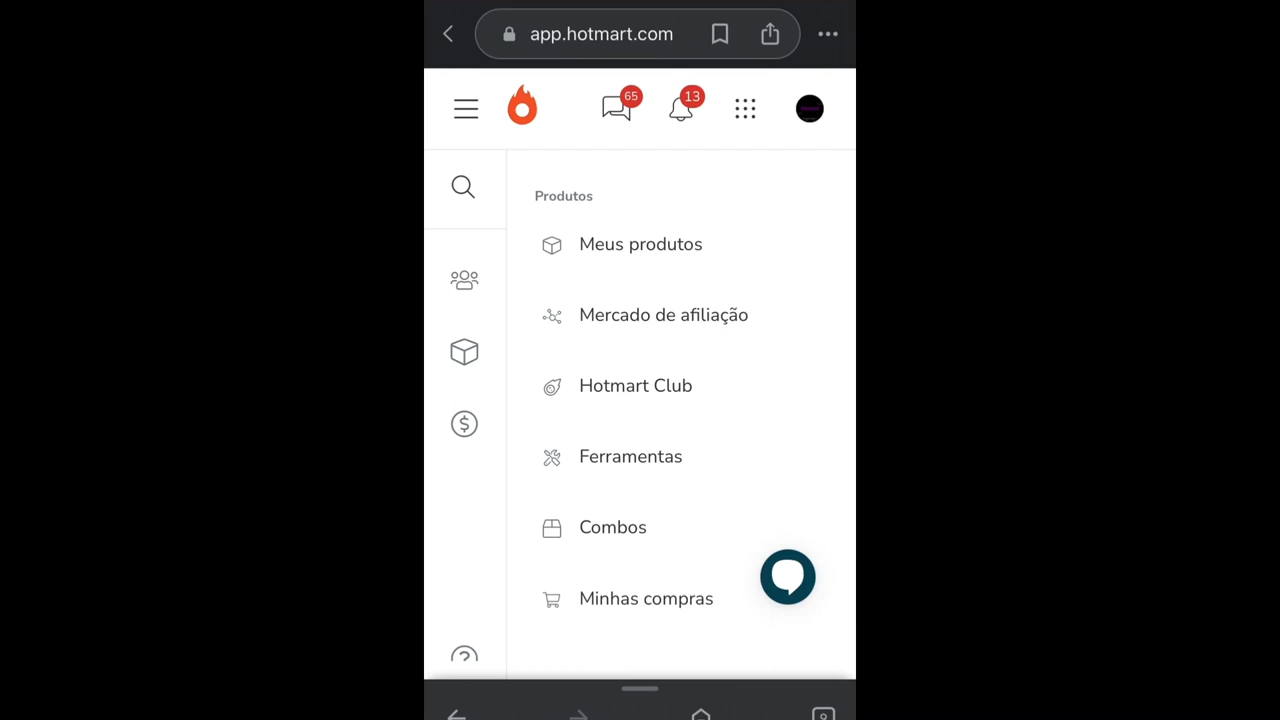 app.hotmart.com
65
13
Produtos
Meus produtos
Mercado de afiliação
Hotmart Club
Ferramentas
Combos
Minhas compras